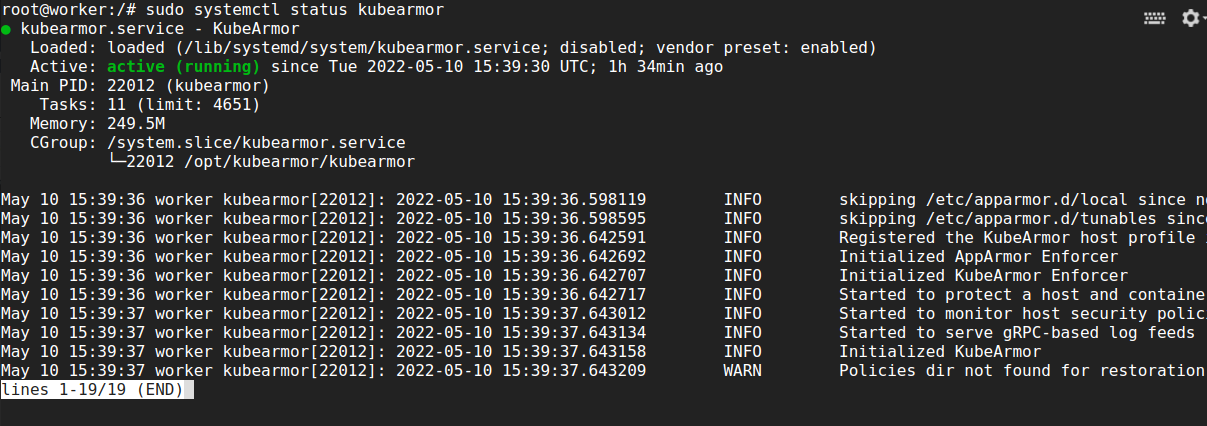 root@worker:/# sudo systemctl status kubearmor
● kubearmor.service - KubeArmor
   Loaded: loaded (/lib/systemd/system/kubearmor.service; disabled; vendor preset: enabled)
   Active: active (running) since Tue 2022-05-10 15:39:30 UTC; 1h 34min ago
 Main PID: 22012 (kubearmor)
    Tasks: 11 (limit: 4651)
   Memory: 249.5M
   CGroup: /system.slice/kubearmor.service
           └─22012 /opt/kubearmor/kubearmor
May 10 15:39:36 worker kubearmor[22012]: 2022-05-10 15:39:36.598119        INFO        skipping /etc/apparmor.d/local since
May 10 15:39:36 worker kubearmor[22012]: 2022-05-10 15:39:36.598595        INFO        skipping /etc/apparmor.d/tunables since
May 10 15:39:36 worker kubearmor[22012]: 2022-05-10 15:39:36.642591        INFO        Registered the KubeArmor host profile
May 10 15:39:36 worker kubearmor[22012]: 2022-05-10 15:39:36.642692        INFO        Initialized AppArmor Enforcer
May 10 15:39:36 worker kubearmor[22012]: 2022-05-10 15:39:36.642707        INFO        Initialized KubeArmor Enforcer
May 10 15:39:36 worker kubearmor[22012]: 2022-05-10 15:39:36.642717        INFO        Started to protect a host and containe
May 10 15:39:37 worker kubearmor[22012]: 2022-05-10 15:39:37.643012        INFO        Started to monitor host security polic
May 10 15:39:37 worker kubearmor[22012]: 2022-05-10 15:39:37.643134        INFO        Started to serve gRPC-based log feeds
May 10 15:39:37 worker kubearmor[22012]: 2022-05-10 15:39:37.643158        INFO        Initialized KubeArmor
May 10 15:39:37 worker kubearmor[22012]: 2022-05-10 15:39:37.643209        WARN        Policies dir not found for restoration
lines 1-19/19 (END)